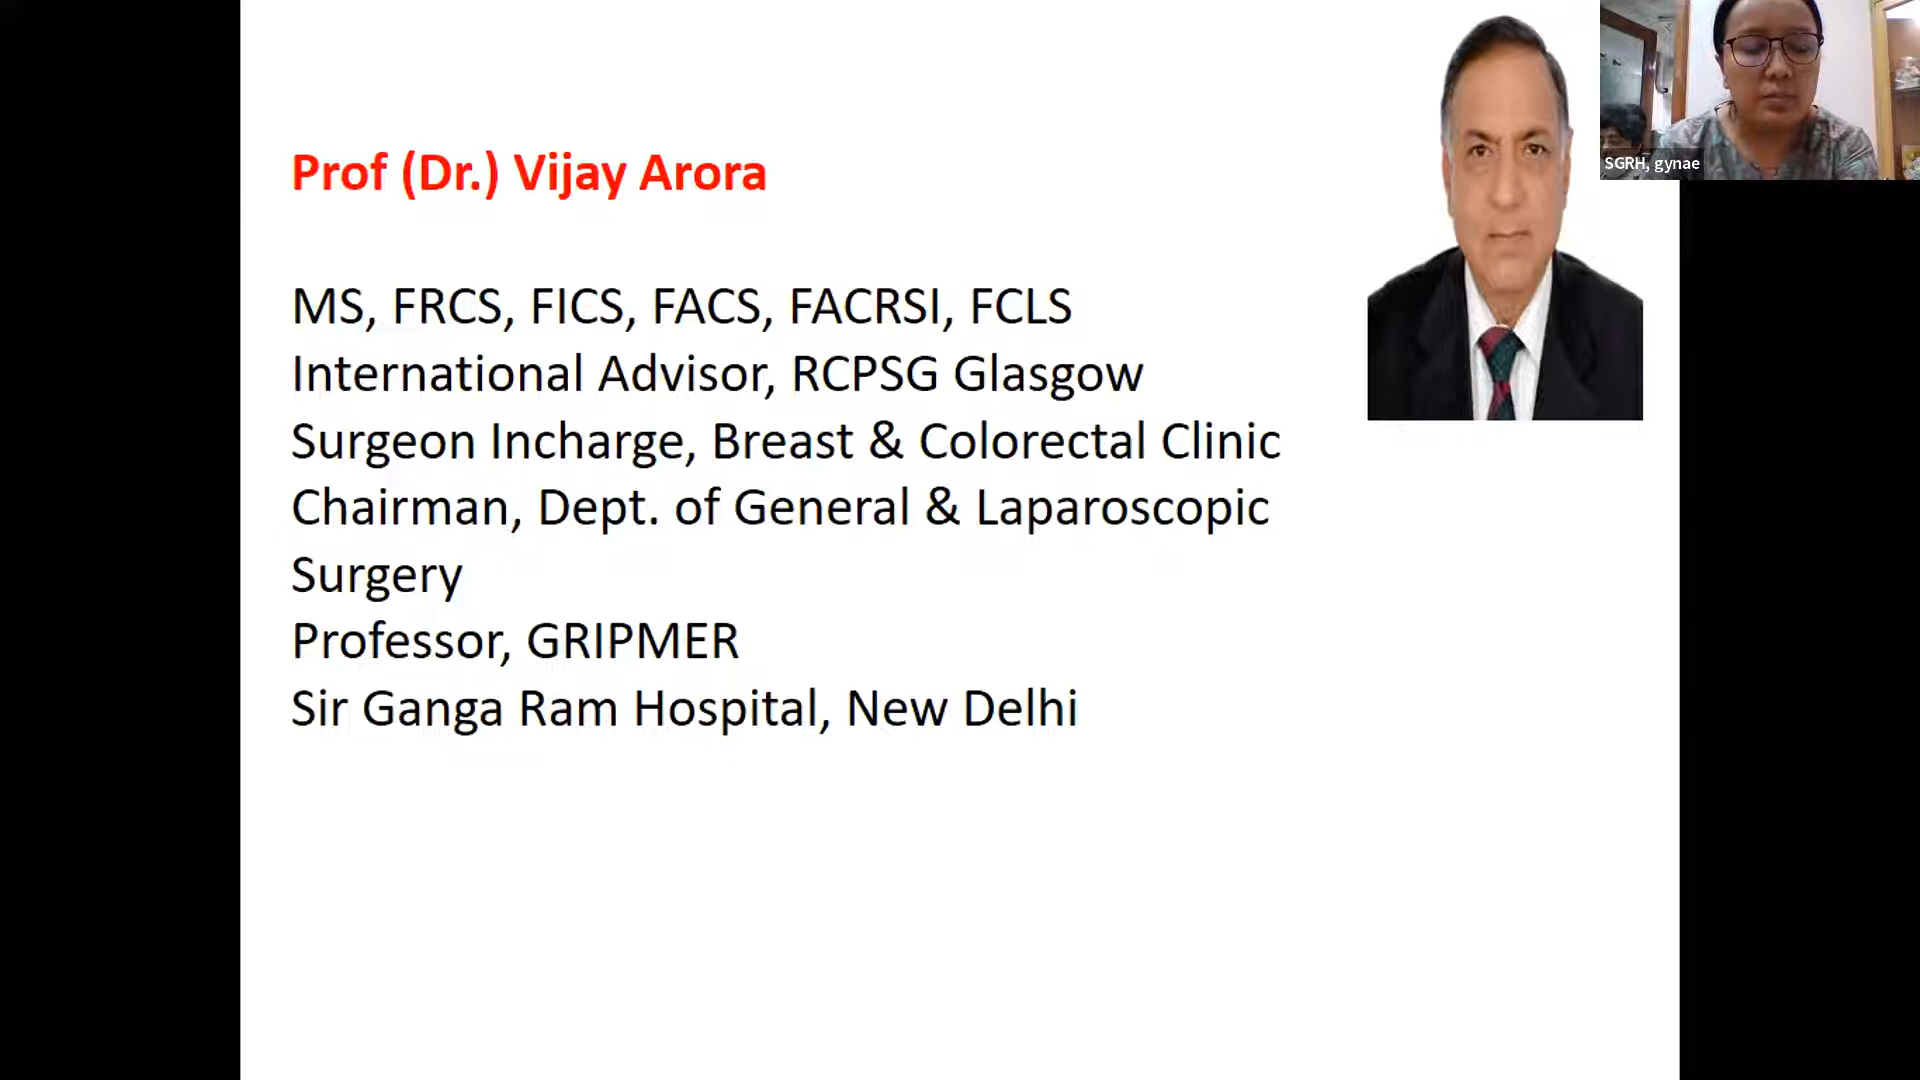 Prof (Dr.) Vijay Arora
MS, FRCS, FICS, FACS, FACRSI, FCLS
International Advisor, RCPSG Glasgow
Surgeon Incharge, Breast & Colorectal Clinic
Chairman, Dept. of General & Laparoscopic
Surgery
Professor, GRIPMER
Sir Ganga Ram Hospital, New Delhi
SGRH, gynae